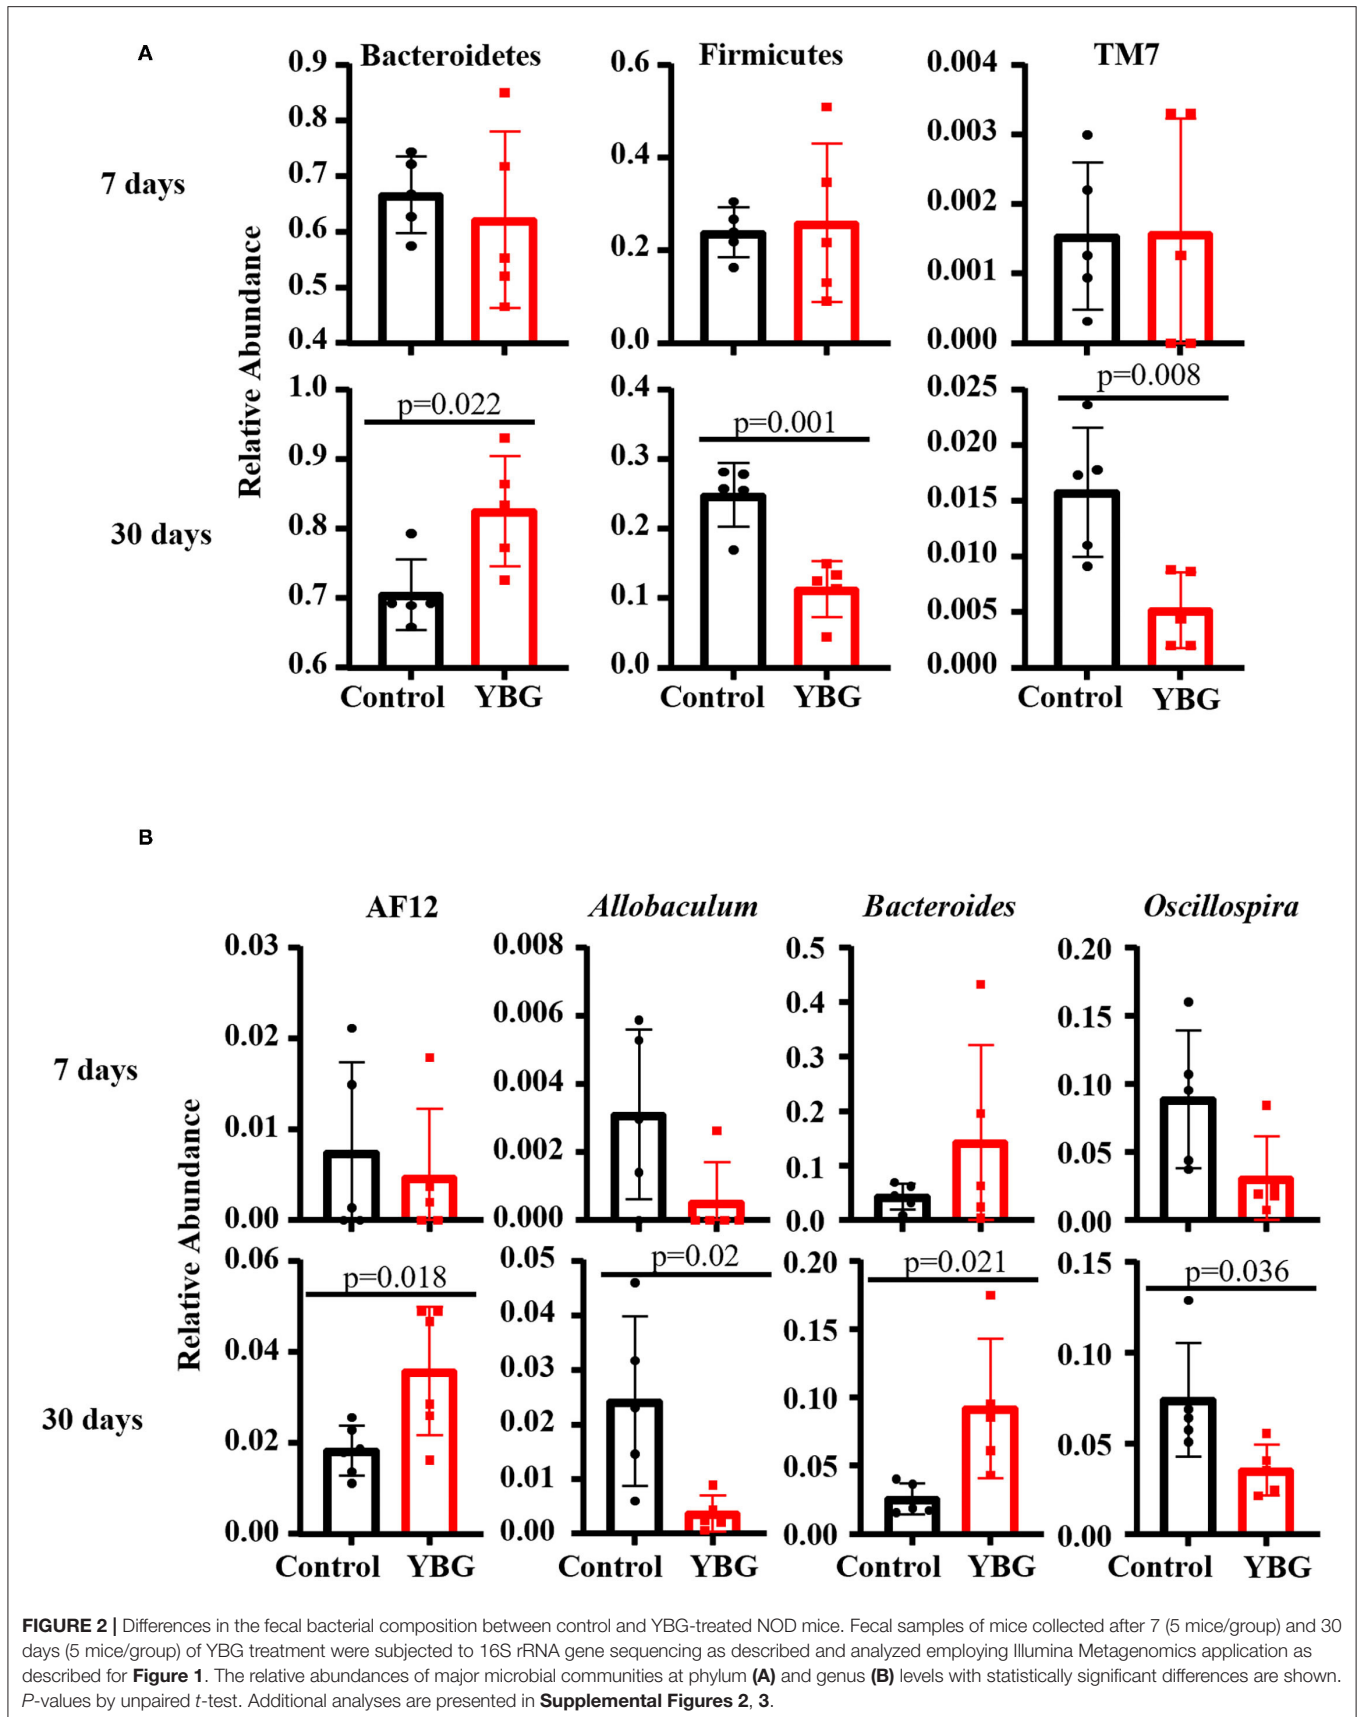 A
Bacteroidetes Firmicutes TM7
0.9 0.6 0.004
0.8
0.7 0.4 0.003
7 days
0.6 0.2 0.002
0.5 0.001
0.4 0.0 0.000
Relative Abundance
1.0 0.4 0.025
p=0.022 p=0.001 p=0.008
0.9 0.3 0.020
0.8 0.2 0.015
30 days
0.010
0.7 0.1 0.005
0.6 0.0 0.000
Control YBG Control YBG Control YBG
B
AF12 Allobaculum Bacteroides Oscillospira
0.03 0.008 0.5 0.20
0.02 0.006 0.4 0.15
7 days
0.004 0.3 0.10
0.01 0.002 0.2 0.05
0.1
0.00 0.000 0.0 0.00
Relative Abundance
0.06 0.05 0.20 0.15
p=0.018 p=0.02 p=0.021 p=0.036
0.04 0.04 0.15 0.10
0.03 0.10
30 days
0.02 0.02 0.05 0.05
0.01
0.00 0.00 0.00 0.00
Control YBG Control YBG Control YBG Control YBG
FIGURE 2 | Differences in the fecal bacterial composition between control and YBG-treated NOD mice. Fecal samples of mice collected after 7 (5 mice/group) and 30
days (5 mice/group) of YBG treatment were subjected to 16S rRNA gene sequencing as described and analyzed employing Illumina Metagenomics application as
described for Figure 1. The relative abundances of major microbial communities at phylum (A) and genus (B) levels with statistically significant differences are shown.
P-values by unpaired t-test. Additional analyses are presented in Supplemental Figures 2, 3.